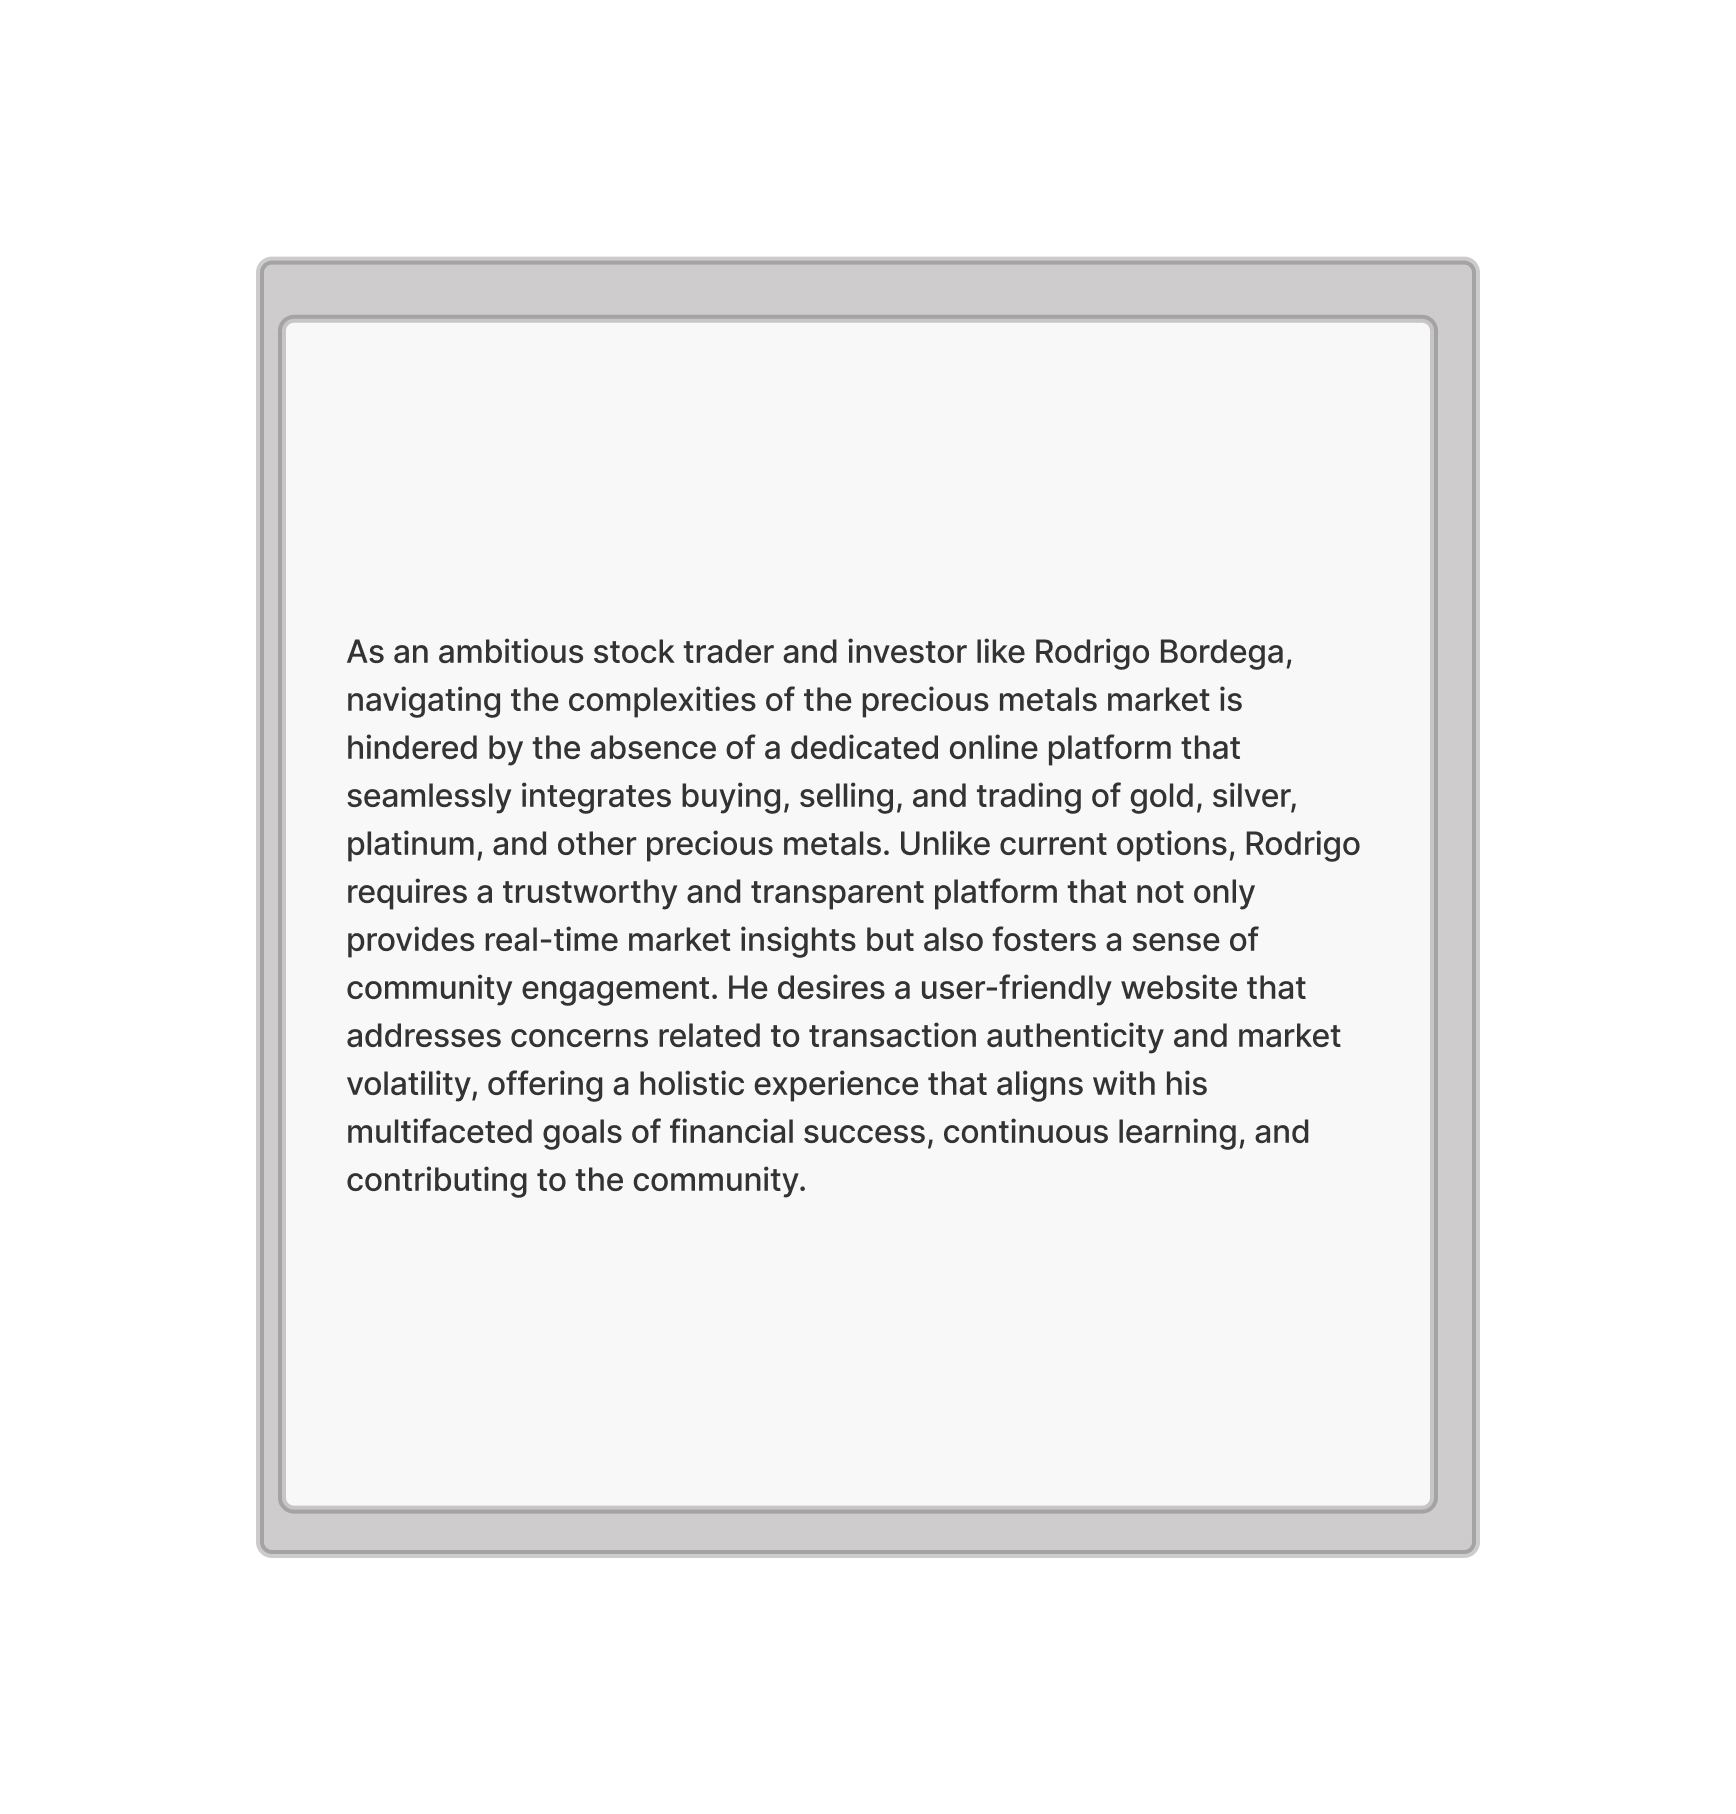 As an ambitious stock trader and investor like Rodrigo Bordega,
navigating the complexities of the precious metals market is
hindered by the absence of a dedicated online platform that
seamlessly integrates buying, selling, and trading of gold, silver,
platinum, and other precious metals. Unlike current options, Rodrigo
requires a trustworthy and transparent platform that not only
provides real-time market insights but also fosters a sense of
community engagement. He desires a user-friendly website that
addresses concerns related to transaction authenticity and market
volatility, offering a holistic experience that aligns with his
multifaceted goals of financial success, continuous learning, and
contributing to the community.